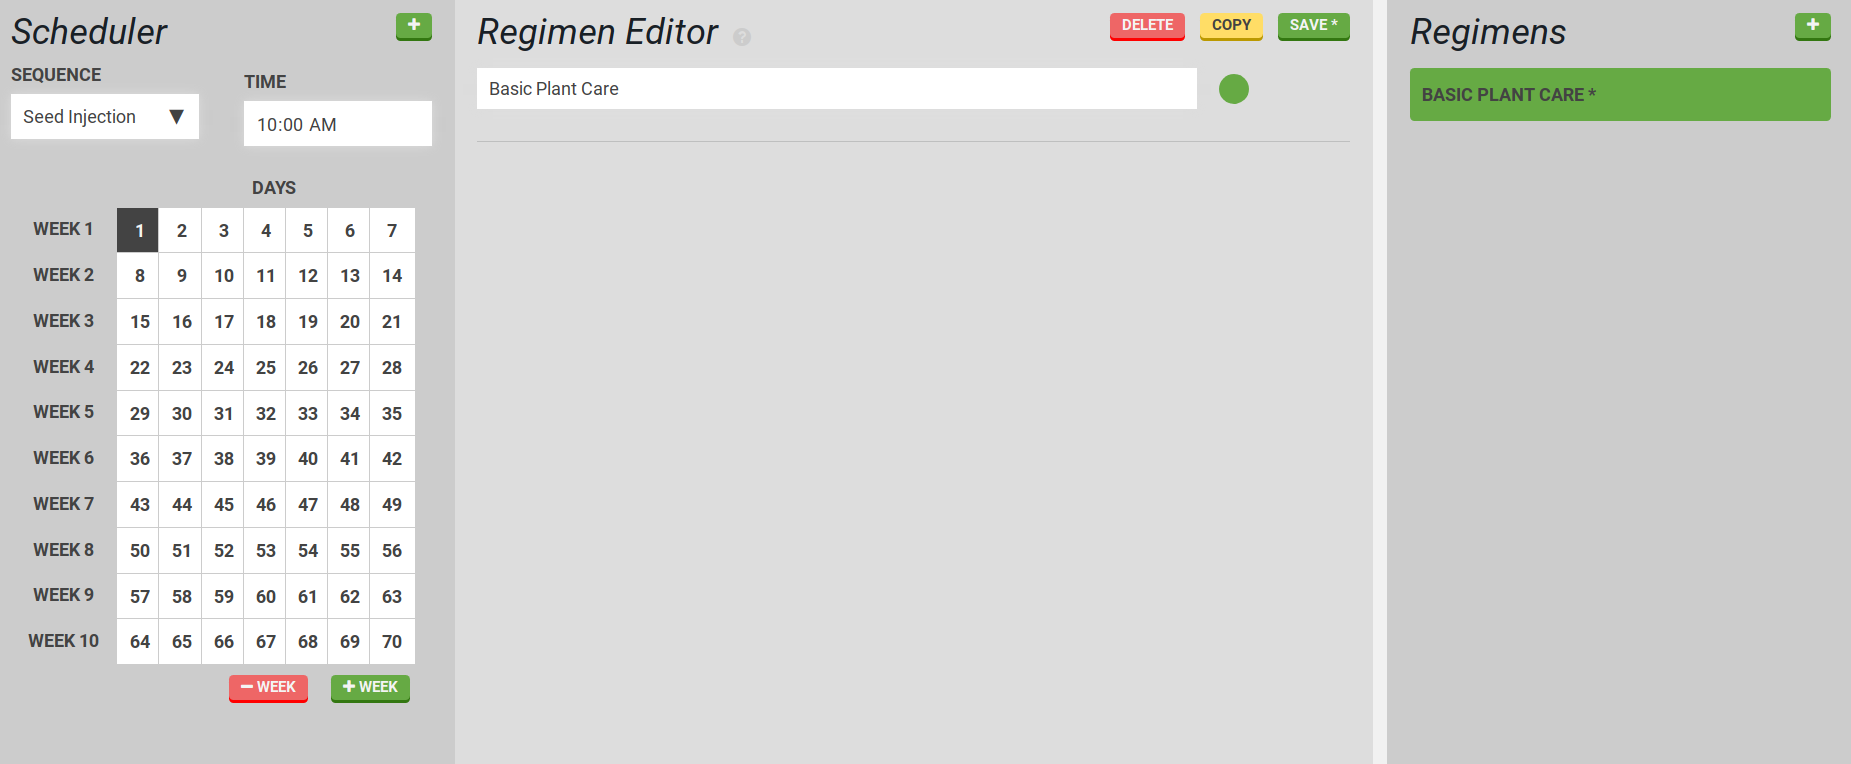 Scheduler
SEQUENCE
TIME
Seed Injection ▼
10:00 AM
DAYS
WEEK 1 1 2 3 4 5 6 7
WEEK 2 8 9 10 11 12 13 14
WEEK 3 15 16 17 18 19 20 21
WEEK 4 22 23 24 25 26 27 28
WEEK 5 29 30 31 32 33 34 35
WEEK 6 36 37 38 39 40 41 42
WEEK 7 43 44 45 46 47 48 49
WEEK 8 50 51 52 53 54 55 56
WEEK 9 57 58 59 60 61 62 63
WEEK 10 64 65 66 67 68 69 70
− WEEK + WEEK
Regimen Editor ?
DELETE COPY SAVE *
Basic Plant Care
Regimens
BASIC PLANT CARE *